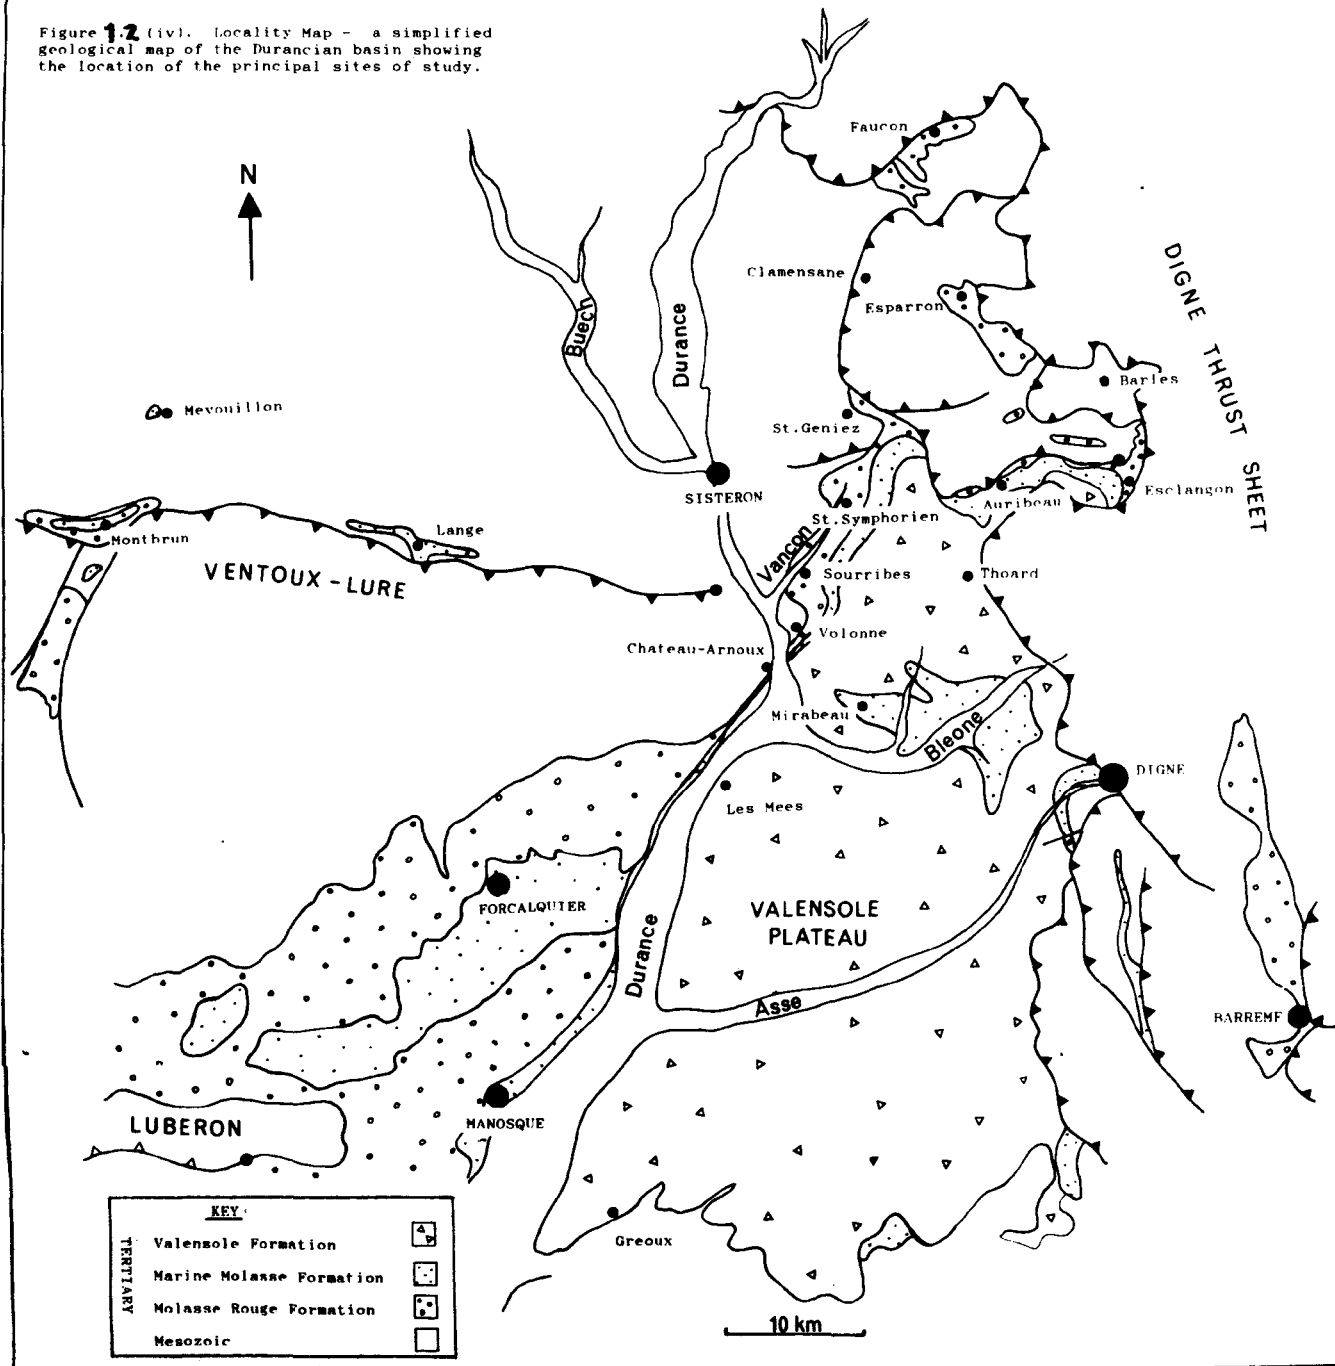 Figure 1.2 (iv). Locality Map - a simplified
geological map of the Durancian basin showing
the location of the principal sites of study.
N
Faucon
Clamensane
Esparron
DIGNE THRUST SHEET
Buech
Durance
Barles
Mevouillon
St.Geniez
SISTERON
Auribeau
Esclangon
St.Symphorien
Montbrun
Lange
VENTOUX-LURE
Vancon
Sourribes
Thoard
Volonne
Chateau-Arnoux
Mirabeau
Bleone
DIGNE
Les Mees
FORCALQUIER
VALENSOLE
PLATEAU
Durance
Asse
BARREME
MANOSQUE
LUBERON
Greoux
KEY
TERTIARY
Valensole Formation
Marine Molasse Formation
Molasse Rouge Formation
Mesozoic
10 km